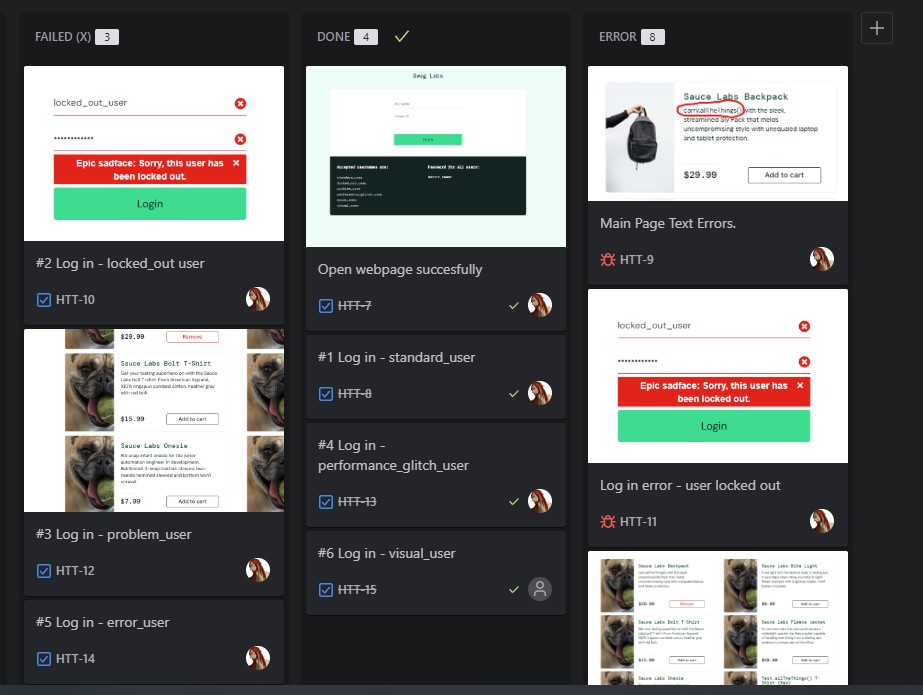 FAILED (X) 3
locked_out_user
Epic sadface: Sorry, this user has
been locked out.
Login
#2 Log in - locked_out user
HTT-10
$29.99
Remove
Sauce Labs Bolt T-Shirt
Get your testing superhero on with the Sauce
Labs bolt T-shirt. From American Apparel,
100% ringspun combed cotton, heather gray
with red bolt.
$15.99
Add to cart
Sauce Labs Onesie
Rib snap infant onesie for the junior
automation engineer in development.
Reinforced 3-snap bottom closure, two-
needle hemmed sleeved and bottom won't
unravel.
$7.99
Add to cart
#3 Log in - problem_user
HTT-12
#5 Log in - error_user
HTT-14
DONE 4
Swag Labs
Login
Accepted usernames are:
standard_user
locked_out_user
problem_user
performance_glitch_user
error_user
visual_user
Password for all users:
secret_sauce
Open webpage succesfully
HTT-7
#1 Log in - standard_user
HTT-8
#4 Log in -
performance_glitch_user
HTT-13
#6 Log in - visual_user
HTT-15
ERROR 8
Sauce Labs Backpack
carry.allTheThings() with the sleek,
streamlined Sly Pack that melds
uncompromising style with unequaled laptop
and tablet protection.
$29.99
Add to cart
Main Page Text Errors.
HTT-9
locked_out_user
Epic sadface: Sorry, this user has
been locked out.
Login
Log in error - user locked out
HTT-11
Sauce Labs Backpack
$29.99
Remove
Sauce Labs Bike Light
$9.99
Add to cart
Sauce Labs Bolt T-Shirt
$15.99
Add to cart
Sauce Labs Fleece Jacket
Add to cart
Sauce Labs Onesie
Test.allTheThings() T-
Shirt (Red)